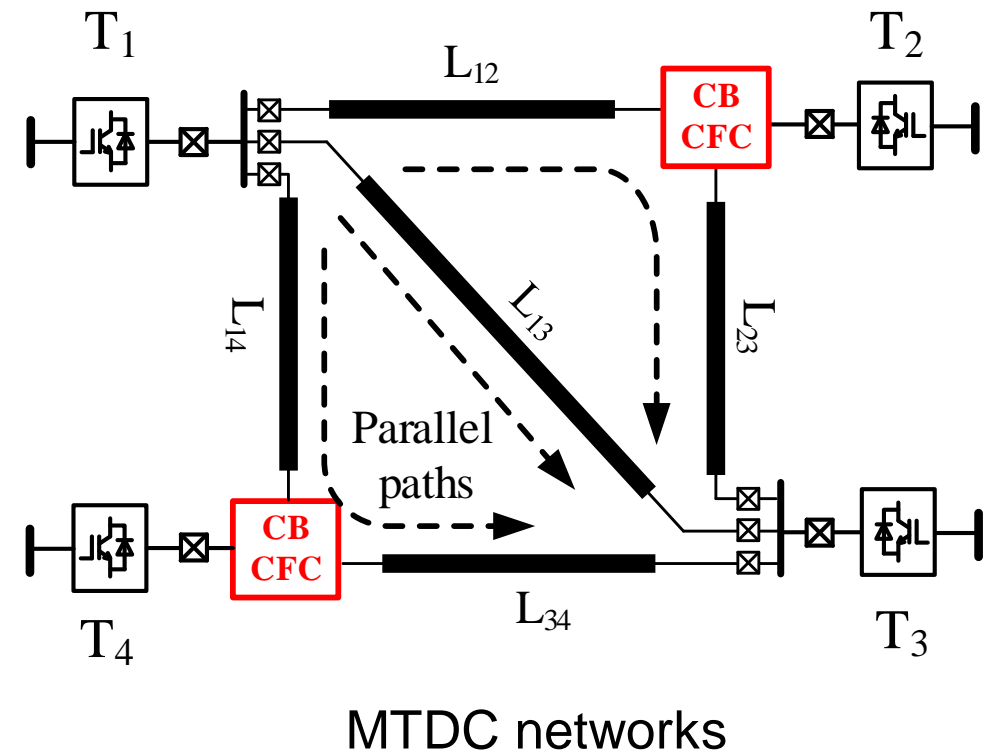 T₁
T₂
L₁₂
CB
CFC
L₁₃
L₁₄
L₂₃
Parallel
paths
CB
CFC
L₃₄
T₄
T₃
MTDC networks